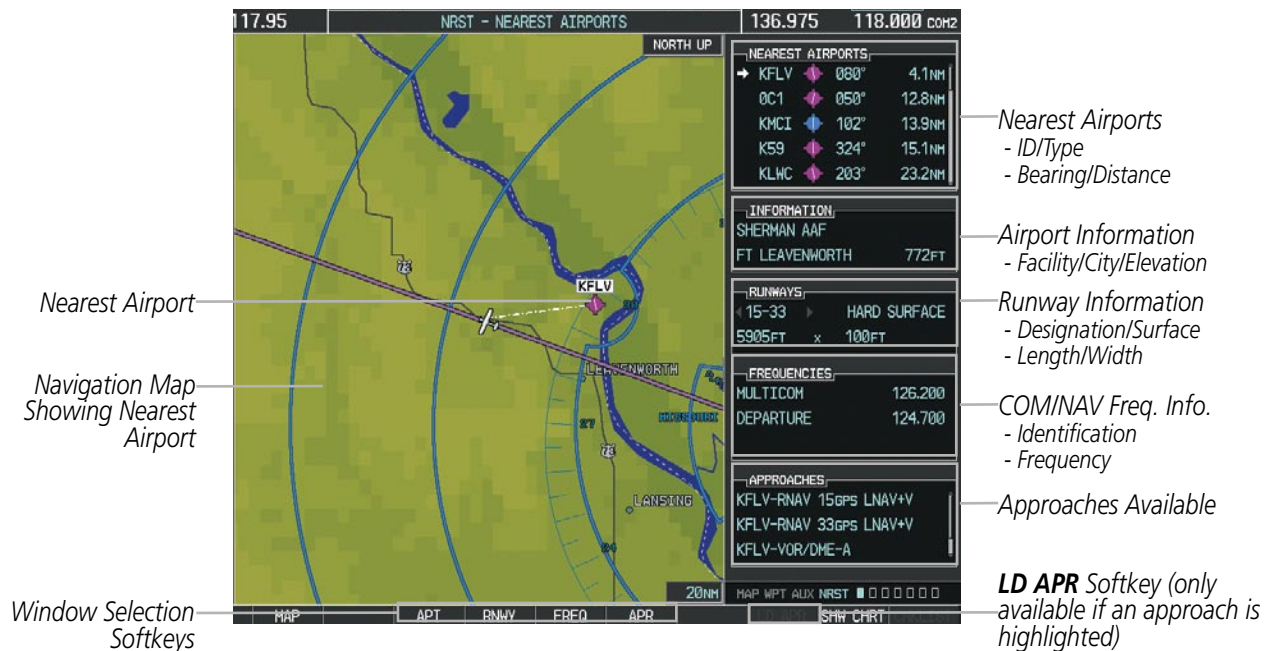 117.95 NRST - NEAREST AIRPORTS 136.975 118.000 COM2
NORTH UP
NEAREST AIRPORTS
KFLV 080° 4.1NM
0C1 050° 12.8NM
KMCI 102° 13.9NM
K59 324° 15.1NM
KLWC 203° 23.2NM
INFORMATION
SHERMAN AAF
FT LEAVENWORTH 772FT
RUNWAYS
15-33 HARD SURFACE
5905FT x 100FT
FREQUENCIES
MULTICOM 126.200
DEPARTURE 124.700
APPROACHES
KFLV-RNAV 15GPS LNAV+V
KFLV-RNAV 33GPS LNAV+V
KFLV-VOR/DME-A
MAP WPT AUX NRST
73
KFLV
LEAVENWORTH
MISSOURI
27
73
LANSING
24
20NM
MAP APT RNWY FREQ APR LD APR SHW CHRT CHKLIST
Nearest Airport
Navigation Map
Showing Nearest
Airport
Window Selection
Softkeys
Nearest Airports
- ID/Type
- Bearing/Distance
Airport Information
- Facility/City/Elevation
Runway Information
- Designation/Surface
- Length/Width
COM/NAV Freq. Info.
- Identification
- Frequency
Approaches Available
LD APR Softkey (only
available if an approach is
highlighted)